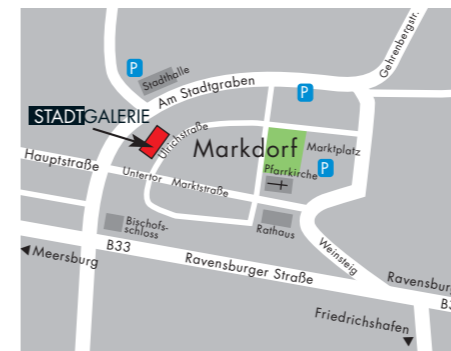 Gehrenbergstr.
P
Stadthalle
Am Stadtgraben
P
STADTGALERIE
Ulrichstraße
Markdorf
Marktplatz
P
Hauptstraße
Untertor
Marktstraße
Pfarrkirche
Bischofs-
schloss
Rathaus
Weinsteig
B33
Ravensburger Straße
Meersburg
Ravensbur
B3
Friedrichshafen